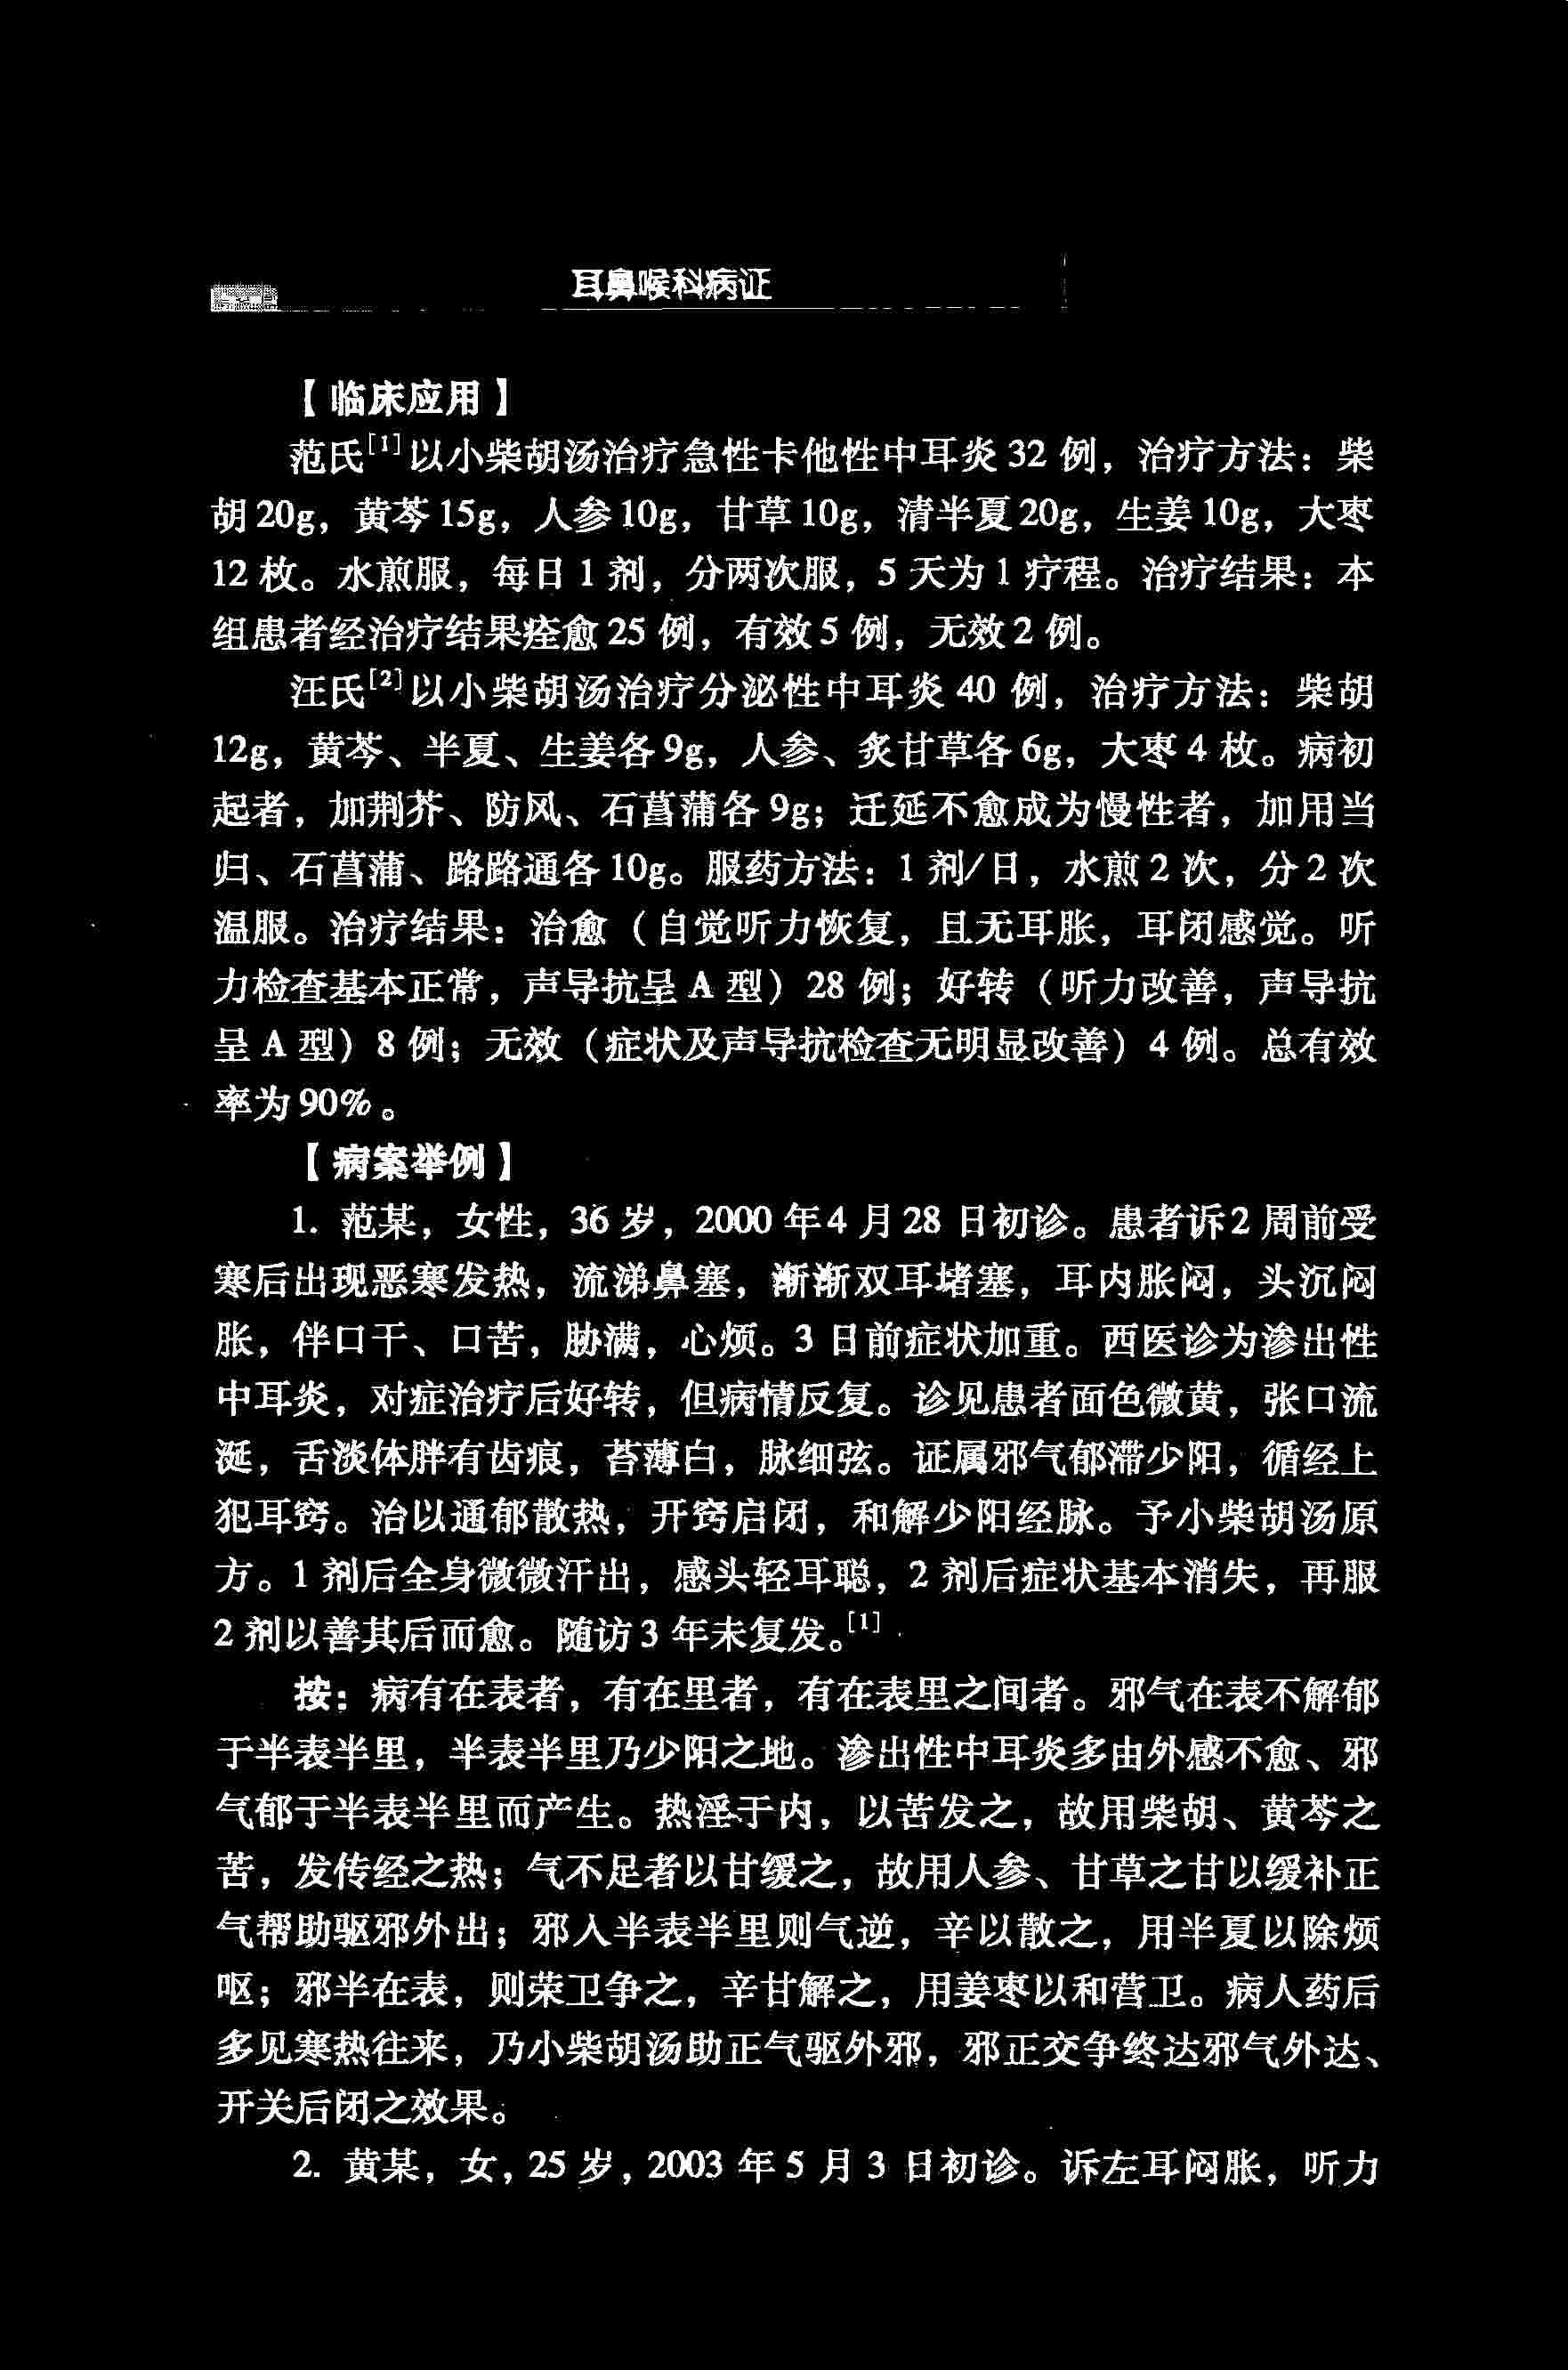 耳鼻喉科病证
【临床应用】
范氏[1]以小柴胡汤治疗急性卡他性中耳炎 32 例，治疗方法：柴
胡 20g，黄芩 15g，人参 10g，甘草 10g，清半夏 20g，生姜 10g，大枣
12 枚。水煎服，每日 1 剂，分两次服，5 天为 1 疗程。治疗结果：本
组患者经治疗结果痊愈 25 例，有效 5 例，无效 2 例。
汪氏[2]以小柴胡汤治疗分泌性中耳炎 40 例，治疗方法：柴胡
12g，黄芩、半夏、生姜各 9g，人参、炙甘草各 6g，大枣 4 枚。病初
起者，加荆芥、防风、石菖蒲各 9g；迁延不愈成为慢性者，加用当
归、石菖蒲、路路通各 10g。服药方法：1 剂/日，水煎 2 次，分 2 次
温服。治疗结果：治愈（自觉听力恢复，且无耳胀，耳闭感觉。听
力检查基本正常，声导抗呈 A 型）28 例；好转（听力改善，声导抗
呈 A 型）8 例；无效（症状及声导抗检查无明显改善）4 例。总有效
率为 90%。
【病案举例】
1. 范某，女性，36 岁，2000 年 4 月 28 日初诊。患者诉 2 周前受
寒后出现恶寒发热，流涕鼻塞，渐渐双耳堵塞，耳内胀闷，头沉闷
胀，伴口干、口苦，胁满，心烦。3 日前症状加重。西医诊为渗出性
中耳炎，对症治疗后好转，但病情反复。诊见患者面色微黄，张口流
涎，舌淡体胖有齿痕，苔薄白，脉细弦。证属邪气郁滞少阳，循经上
犯耳窍。治以通郁散热，开窍启闭，和解少阳经脉。予小柴胡汤原
方。1 剂后全身微微汗出，感头轻耳聪，2 剂后症状基本消失，再服
2 剂以善其后而愈。随访 3 年未复发。[1]
按：病有在表者，有在里者，有在表里之间者。邪气在表不解郁
于半表半里，半表半里乃少阳之地。渗出性中耳炎多由外感不愈、邪
气郁于半表半里而产生。热淫于内，以苦发之，故用柴胡、黄芩之
苦，发传经之热；气不足者以甘缓之，故用人参、甘草之甘以缓补正
气帮助驱邪外出；邪入半表半里则气逆，辛以散之，用半夏以除烦
呕；邪半在表，则荣卫争之，辛甘解之，用姜枣以和营卫。病人药后
多见寒热往来，乃小柴胡汤助正气驱外邪，邪正交争终达邪气外达、
开关后闭之效果。
2. 黄某，女，25 岁，2003 年 5 月 3 日初诊。诉左耳闷胀，听力